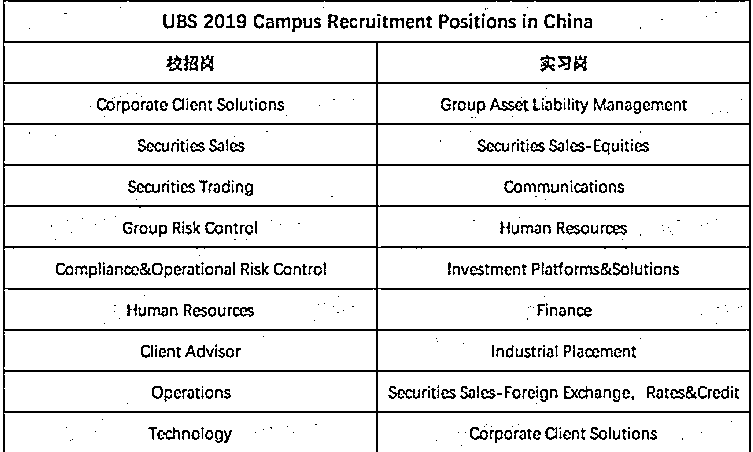 UBS 2019 Campus Recruitment Positions in China
校招岗 实习岗
Corporate Client Solutions Group Asset Liability Management
Securities Sales Securities Sales-Equities
Securities Trading Communications
Group Risk Control Human Resources
Compliance&Operational Risk Control Investment Platforms&Solutions
Human Resources Finance
Client Advisor Industrial Placement
Operations Securities Sales-Foreign Exchange，Rates&Credit
Technology Corporate Client Solutions